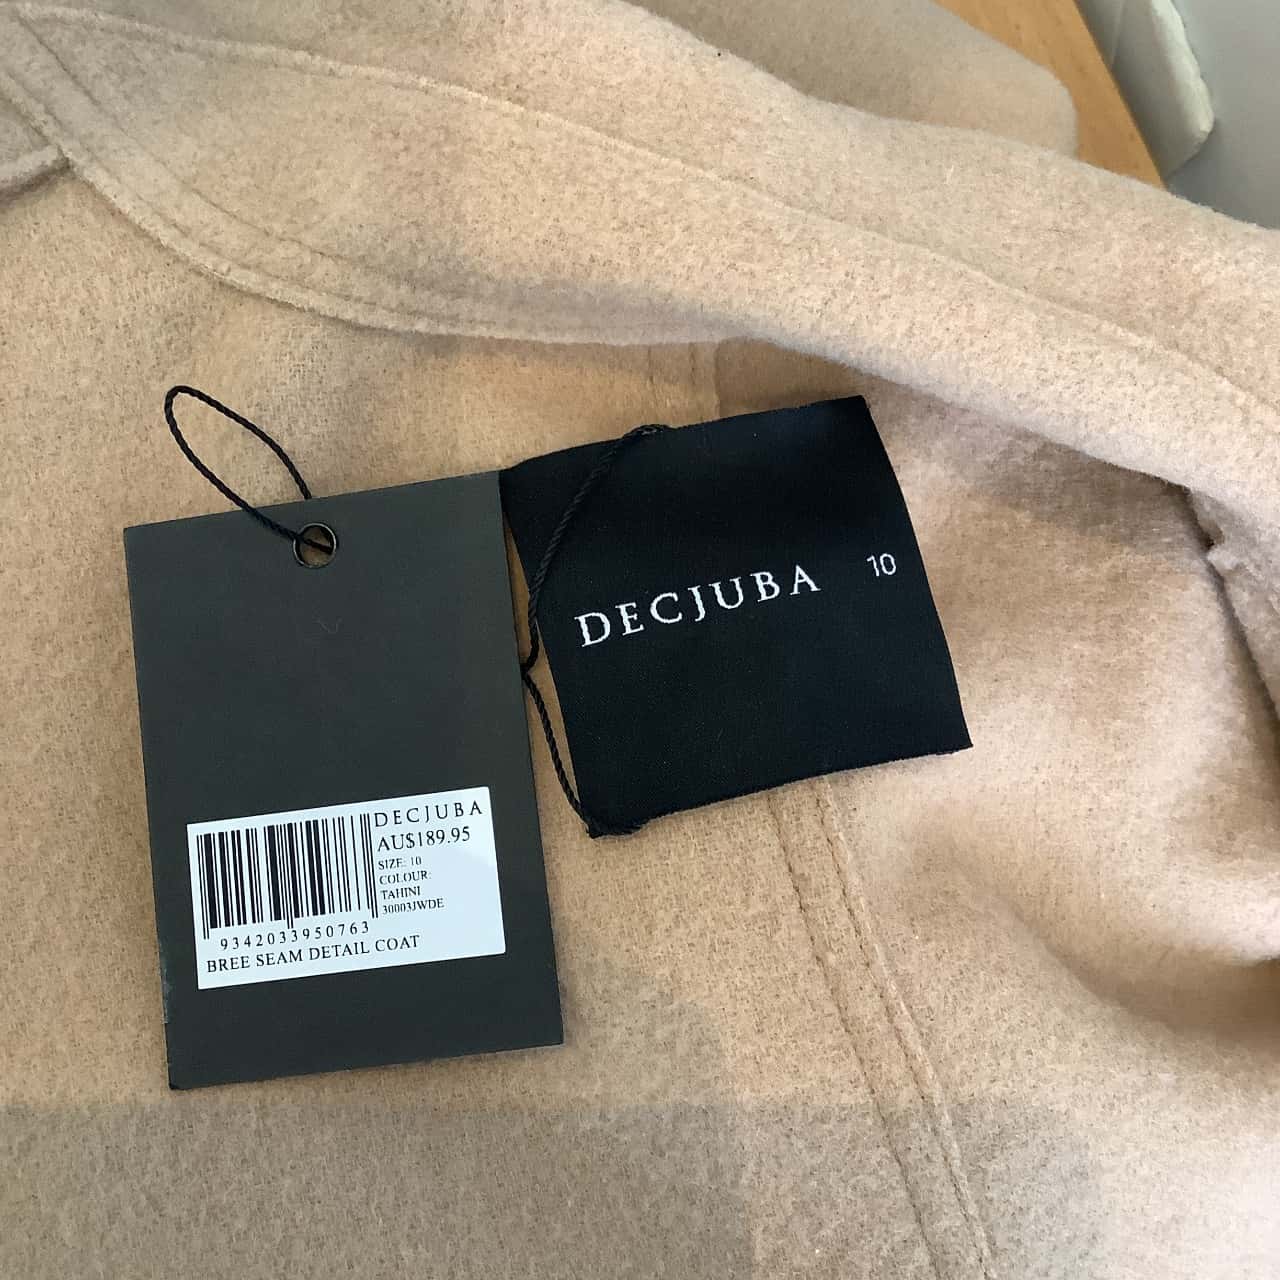 DECJUBA 10
DECJUBA
AU$189.95
SIZE: 10
COLOUR:
TAHINI
30003JWDE
9342033950763
BREE SEAM DETAIL COAT